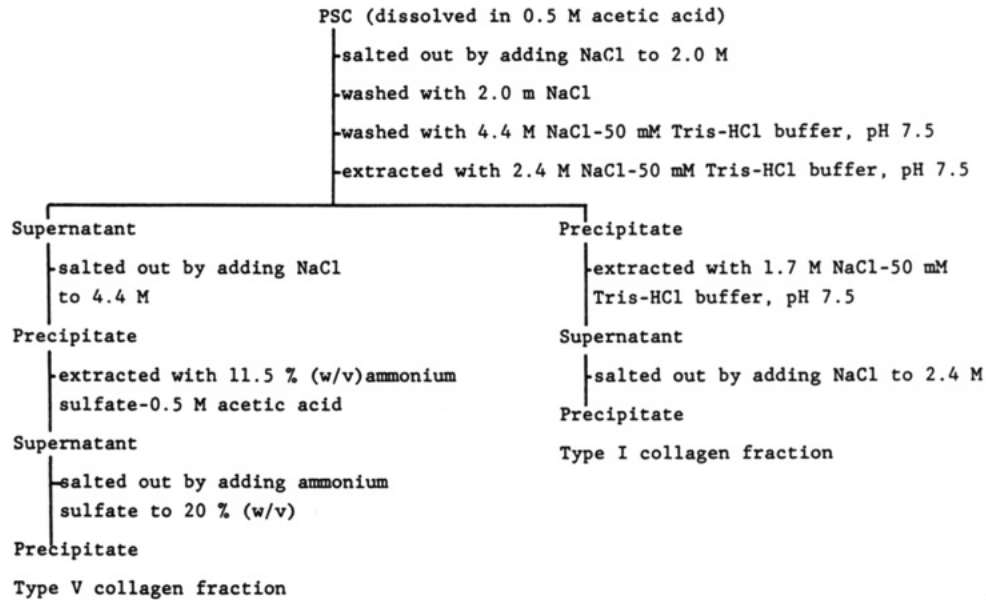 PSC (dissolved in 0.5 M acetic acid)
salted out by adding NaCl to 2.0 M
washed with 2.0 m NaCl
washed with 4.4 M NaCl-50 mM Tris-HCl buffer, pH 7.5
extracted with 2.4 M NaCl-50 mM Tris-HCl buffer, pH 7.5
Supernatant
salted out by adding NaCl
to 4.4 M
Precipitate
extracted with 11.5 % (w/v)ammonium
sulfate-0.5 M acetic acid
Supernatant
salted out by adding ammonium
sulfate to 20 % (w/v)
Precipitate
Type V collagen fraction
Precipitate
extracted with 1.7 M NaCl-50 mM
Tris-HCl buffer, pH 7.5
Supernatant
salted out by adding NaCl to 2.4 M
Precipitate
Type I collagen fraction